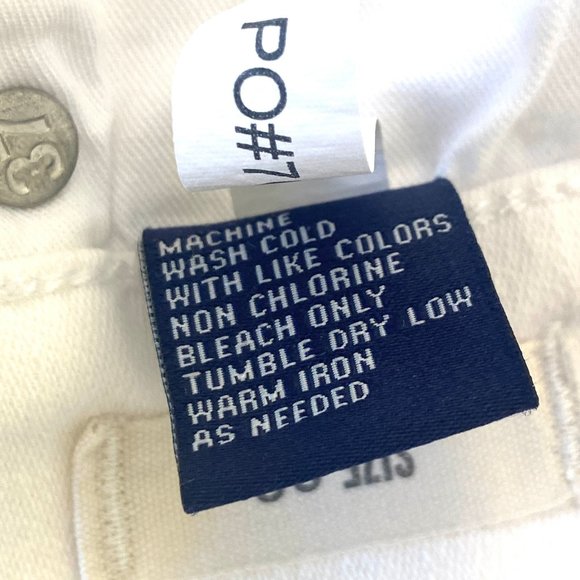 PO#7
MACHINE
WASH COLD
WITH LIKE COLORS
NON CHLORINE
BLEACH ONLY
TUMBLE DRY LOW
WARM IRON
AS NEEDED
SIZE